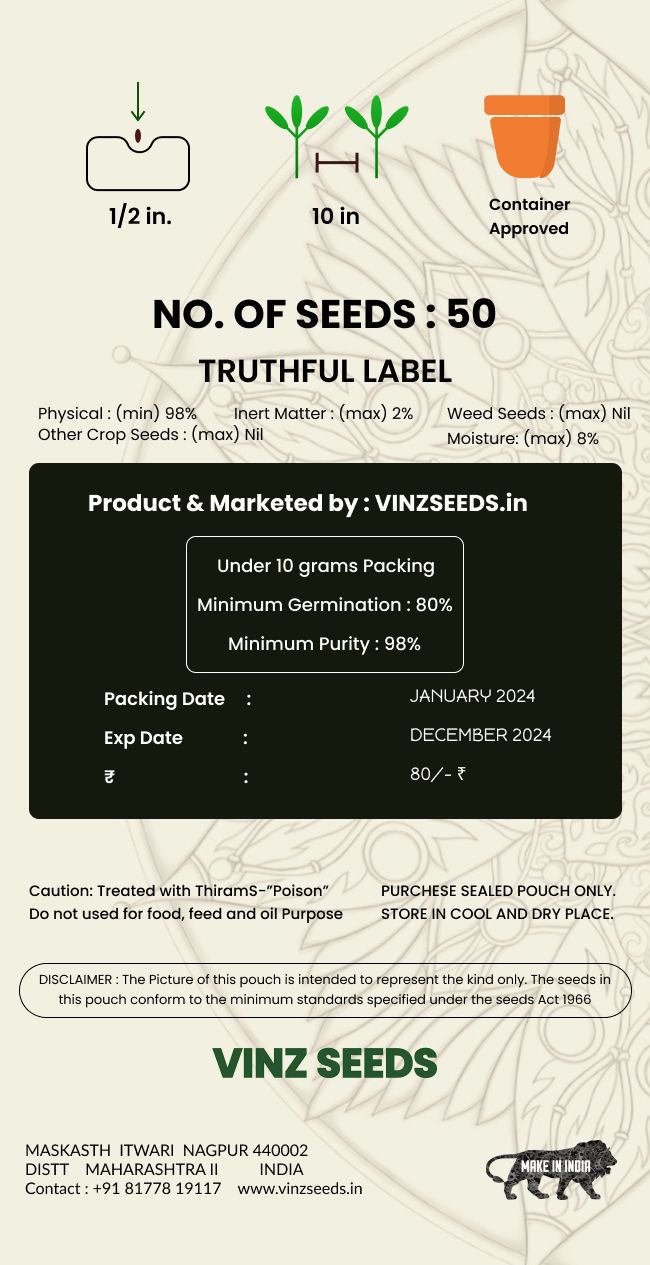 1/2 in.
10 in
Container
Approved
NO. OF SEEDS : 50
TRUTHFUL LABEL
Physical : (min) 98%
Inert Matter : (max) 2%
Weed Seeds : (max) Nil
Other Crop Seeds : (max) Nil
Moisture: (max) 8%
Product & Marketed by : VINZSEEDS.in
Under 10 grams Packing
Minimum Germination : 80%
Minimum Purity : 98%
Packing Date : JANUARY 2024
Exp Date : DECEMBER 2024
₹ : 80/- ₹
Caution: Treated with ThiramS-”Poison”
Do not used for food, feed and oil Purpose
PURCHESE SEALED POUCH ONLY.
STORE IN COOL AND DRY PLACE.
DISCLAIMER : The Picture of this pouch is intended to represent the kind only. The seeds in
this pouch conform to the minimum standards specified under the seeds Act 1966
VINZ SEEDS
MASKASTH ITWARI NAGPUR 440002
DISTT MAHARASHTRA II INDIA
Contact : +91 81778 19117 www.vinzseeds.in
MAKE IN INDIA